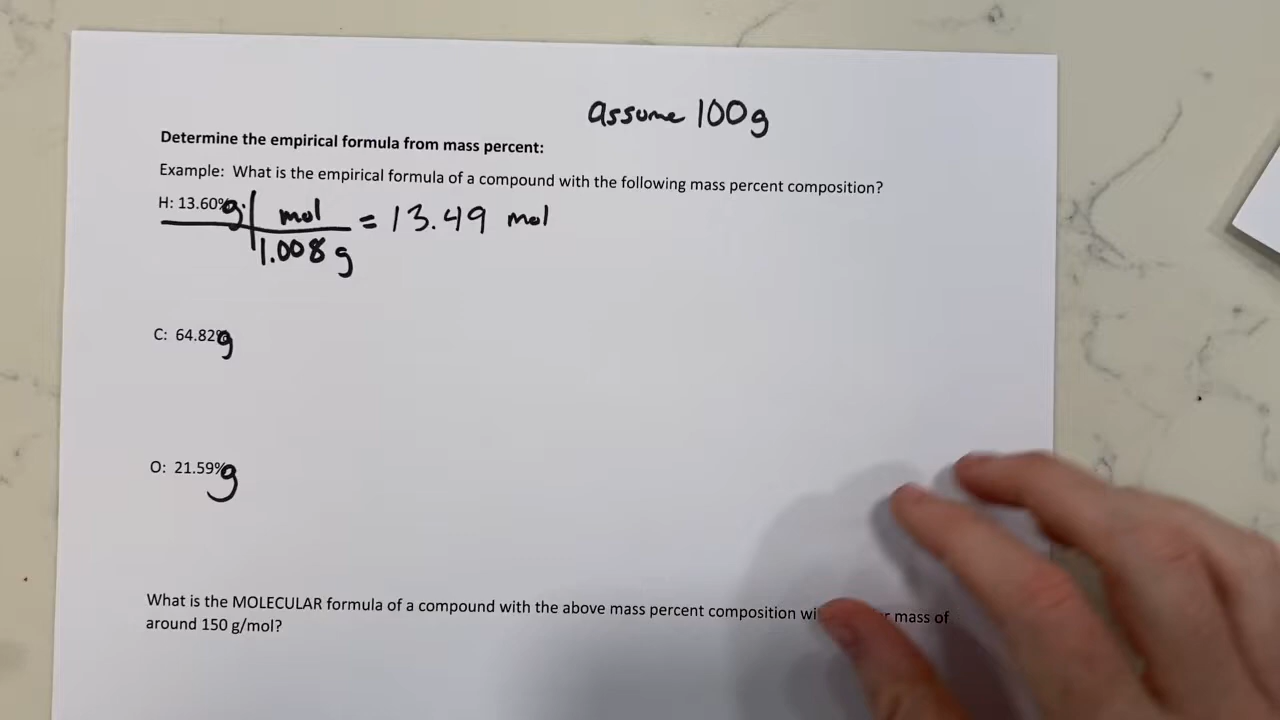 assume 100g
Determine the empirical formula from mass percent:
Example: What is the empirical formula of a compound with the following mass percent composition?
H: 13.60%g | mol = 13.49 mol
1.008 g
C: 64.82%g
O: 21.59%g
What is the MOLECULAR formula of a compound with the above mass percent composition mass of
around 150 g/mol?